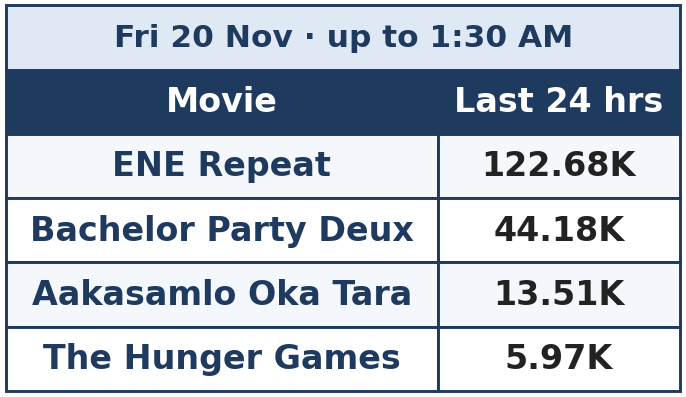 Fri 20 Nov · up to 1:30 AM
Movie Last 24 hrs
ENE Repeat 122.68K
Bachelor Party Deux 44.18K
Aakasamlo Oka Tara 13.51K
The Hunger Games 5.97K